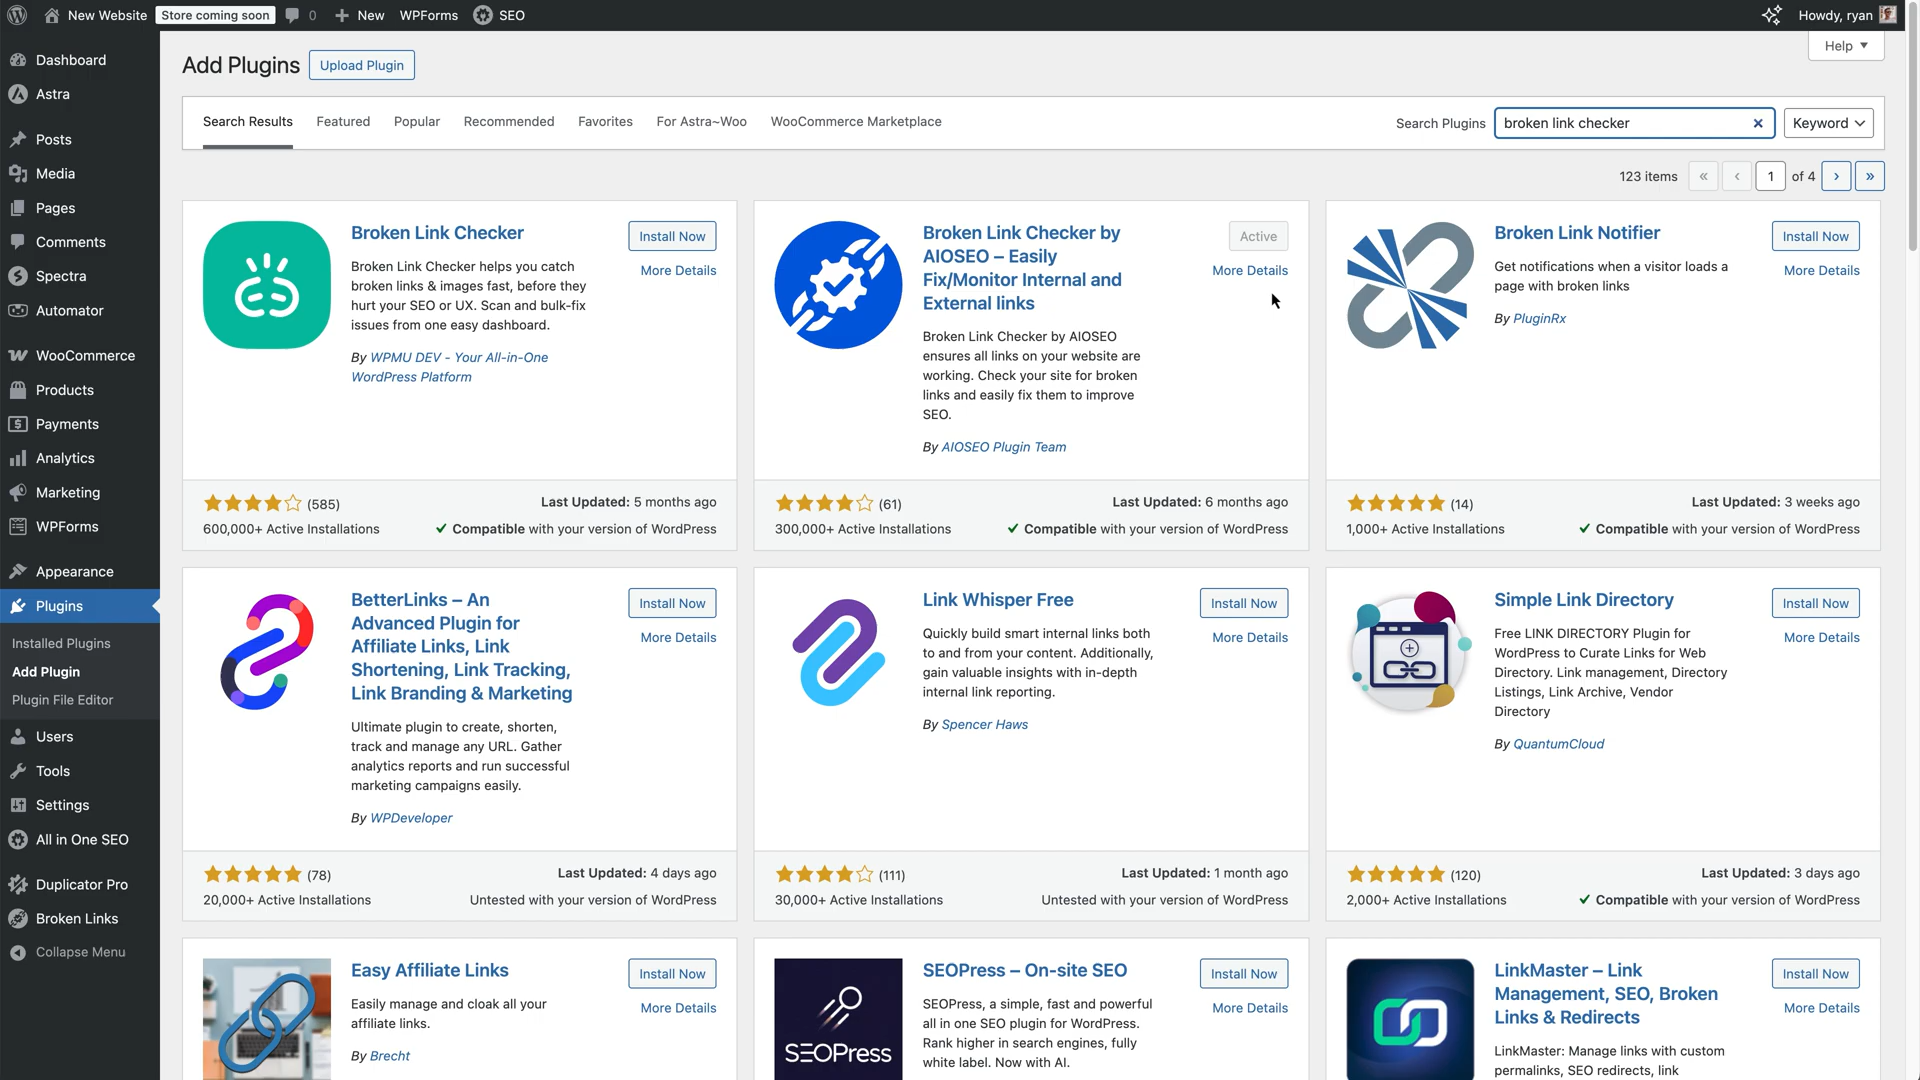 New Website
Store coming soon
0
New
WPForms
SEO
Howdy, ryan
Help
Dashboard
Astra
Posts
Media
Pages
Comments
Spectra
Automator
WooCommerce
Products
Payments
Analytics
Marketing
WPForms
Appearance
Plugins
Installed Plugins
Add Plugin
Plugin File Editor
Users
Tools
Settings
All in One SEO
Duplicator Pro
Broken Links
Collapse Menu
Add Plugins
Upload Plugin
Search Results
Featured
Popular
Recommended
Favorites
For Astra~Woo
WooCommerce Marketplace
Search Plugins
broken link checker
Keyword
123 items
«
‹
1
of 4
›
»
Broken Link Checker
Install Now
More Details
Broken Link Checker helps you catch
broken links & images fast, before they
hurt your SEO or UX. Scan and bulk-fix
issues from one easy dashboard.
By WPMU DEV - Your All-in-One
WordPress Platform
(585)
Last Updated: 5 months ago
600,000+ Active Installations
Compatible with your version of WordPress
Broken Link Checker by
AIOSEO – Easily
Fix/Monitor Internal and
External links
Active
More Details
Broken Link Checker by AIOSEO
ensures all links on your website are
working. Check your site for broken
links and easily fix them to improve
SEO.
By AIOSEO Plugin Team
(61)
Last Updated: 6 months ago
300,000+ Active Installations
Compatible with your version of WordPress
Broken Link Notifier
Install Now
More Details
Get notifications when a visitor loads a
page with broken links
By PluginRx
(14)
Last Updated: 3 weeks ago
1,000+ Active Installations
Compatible with your version of WordPress
BetterLinks – An
Advanced Plugin for
Affiliate Links, Link
Shortening, Link Tracking,
Link Branding & Marketing
Install Now
More Details
Ultimate plugin to create, shorten,
track and manage any URL. Gather
analytics reports and run successful
marketing campaigns easily.
By WPDeveloper
(78)
Last Updated: 4 days ago
20,000+ Active Installations
Untested with your version of WordPress
Link Whisper Free
Install Now
More Details
Quickly build smart internal links both
to and from your content. Additionally,
gain valuable insights with in-depth
internal link reporting.
By Spencer Haws
(111)
Last Updated: 1 month ago
30,000+ Active Installations
Untested with your version of WordPress
Simple Link Directory
Install Now
More Details
Free LINK DIRECTORY Plugin for
WordPress to Curate Links for Web
Directory. Link management, Directory
Listings, Link Archive, Vendor
Directory
By QuantumCloud
(120)
Last Updated: 3 days ago
2,000+ Active Installations
Compatible with your version of WordPress
Easy Affiliate Links
Install Now
More Details
Easily manage and cloak all your
affiliate links.
By Brecht
SEOPress
SEOPress – On-site SEO
Install Now
More Details
SEOPress, a simple, fast and powerful
all in one SEO plugin for WordPress.
Rank higher in search engines, fully
white label. Now with AI.
LinkMaster – Link
Management, SEO, Broken
Links & Redirects
Install Now
More Details
LinkMaster: Manage links with custom
permalinks, SEO redirects, link